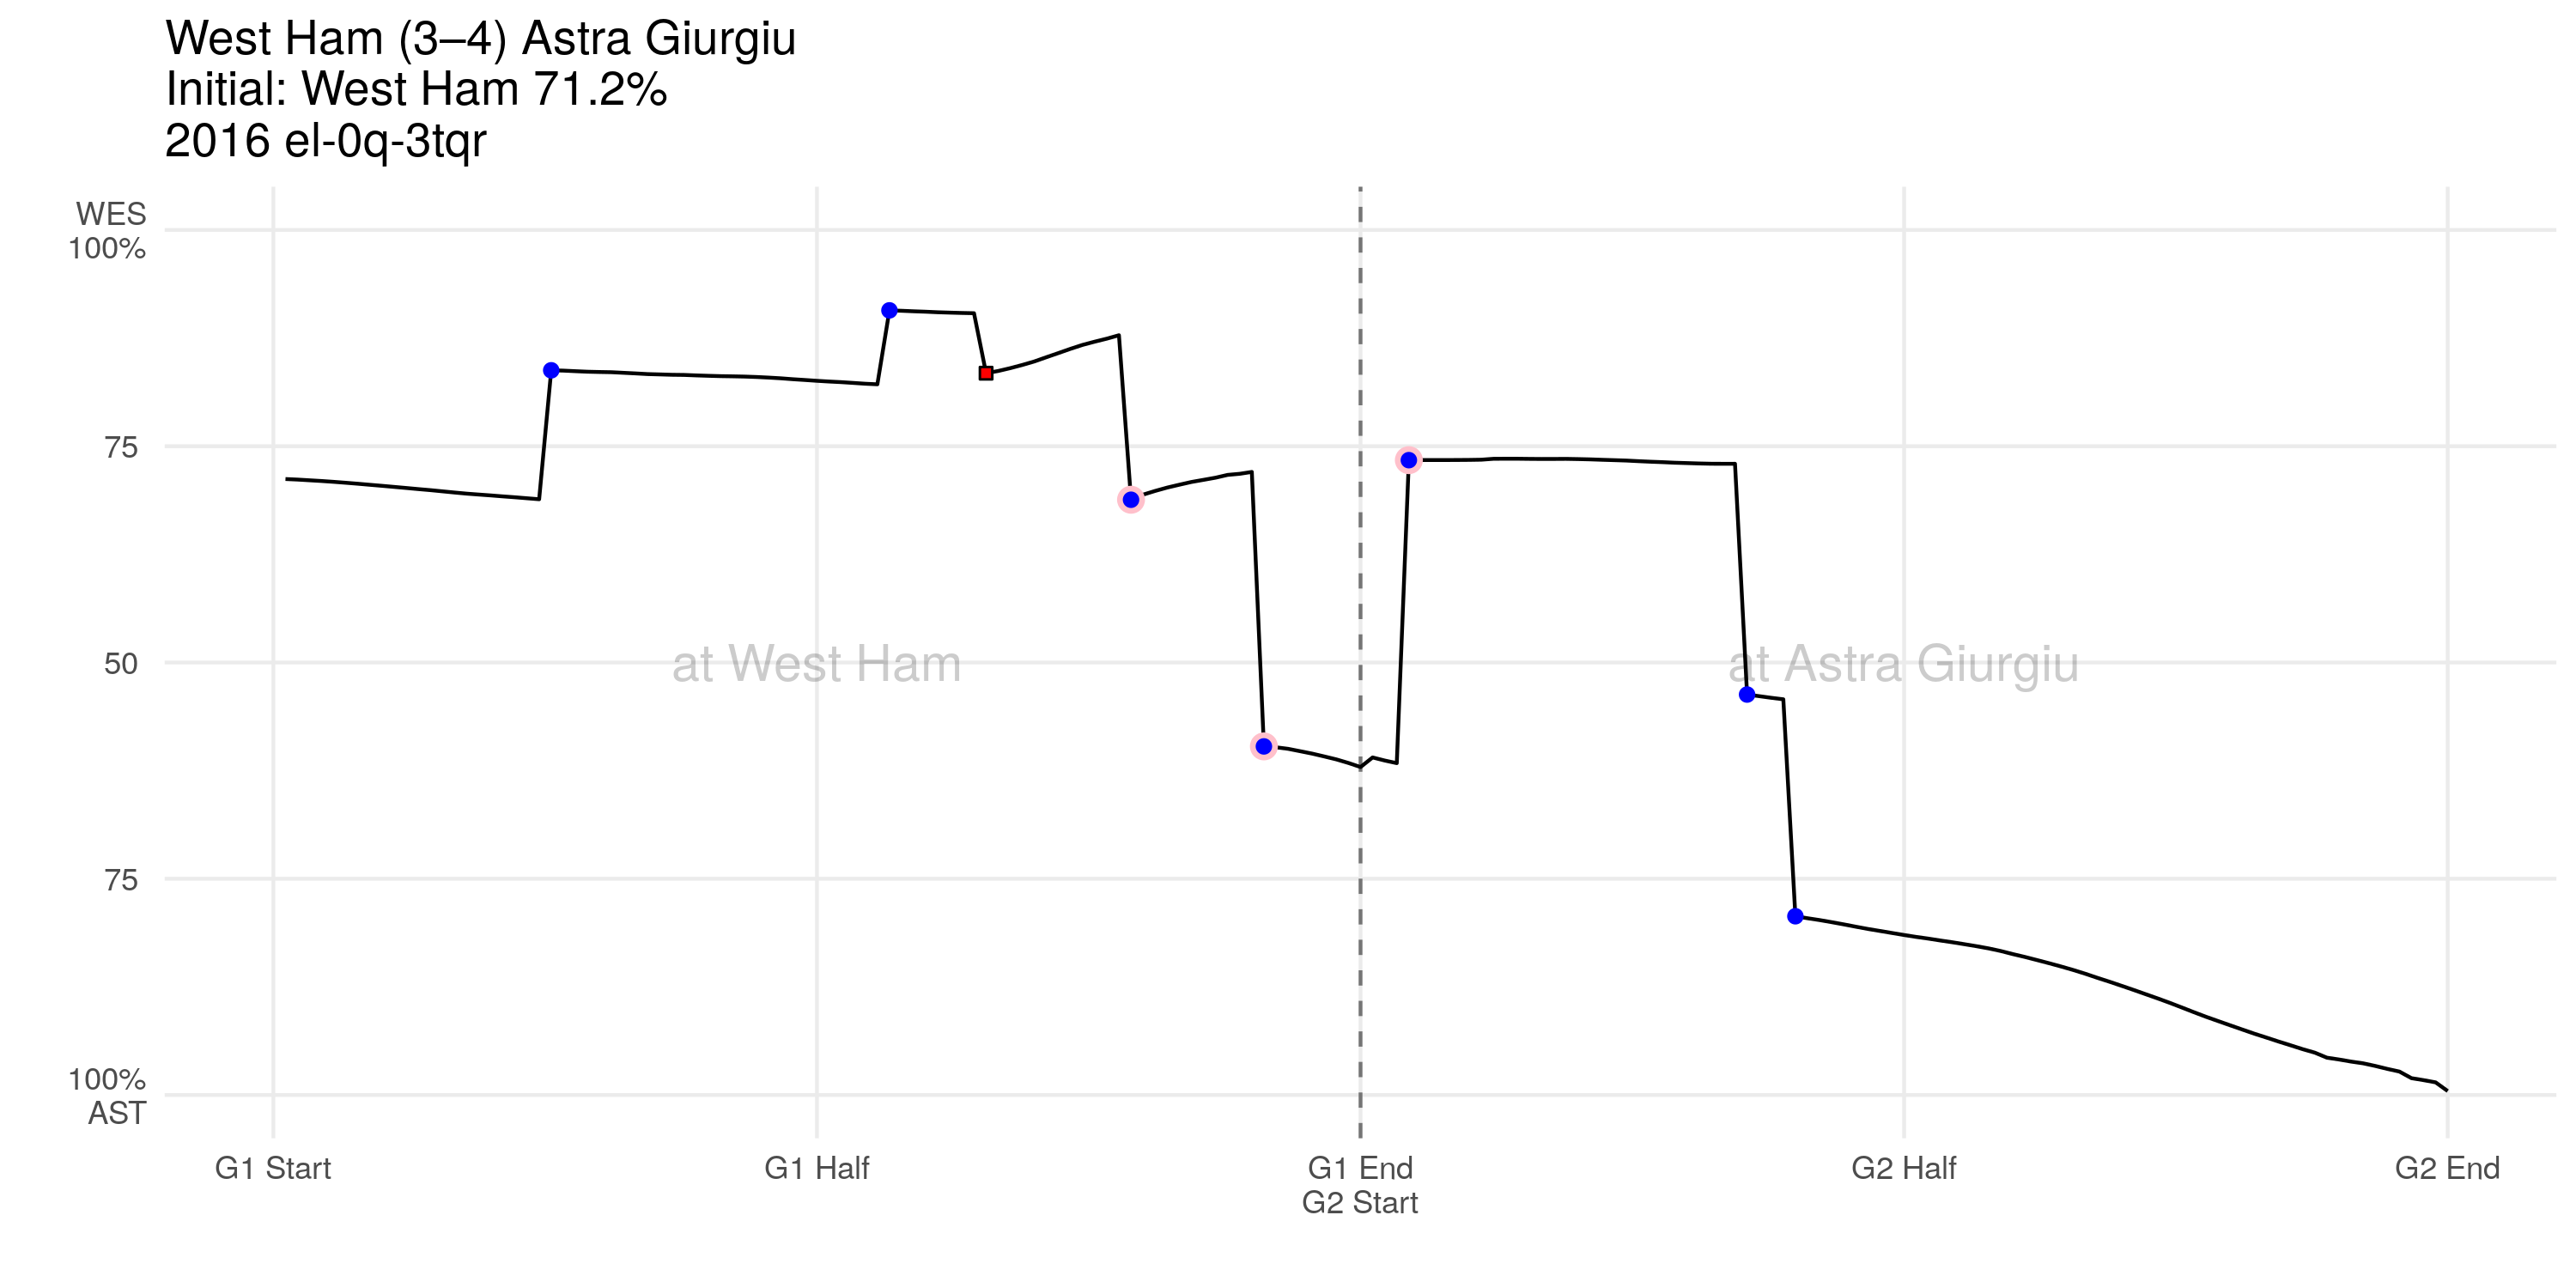 West Ham (3–4) Astra Giurgiu
Initial: West Ham 71.2%
2016 el-0q-3tqr
WES
100%
75
50
75
100%
AST
at West Ham
at Astra Giurgiu
G1 Start
G1 Half
G1 End
G2 Start
G2 Half
G2 End